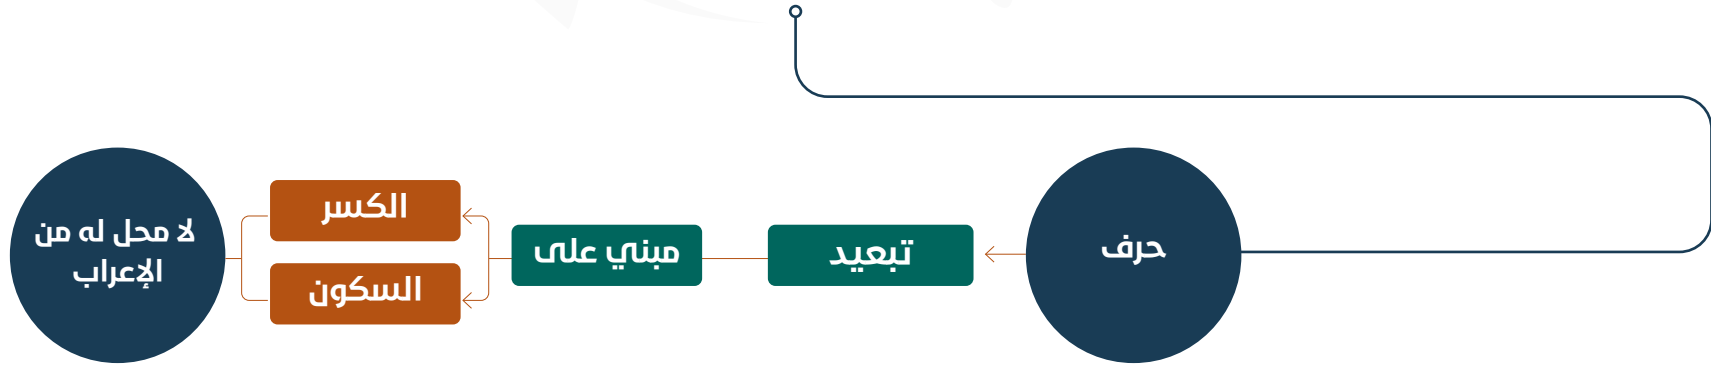 حرف
تبعيد
مبني على
الكسر
السكون
لا محل له من
الإعراب